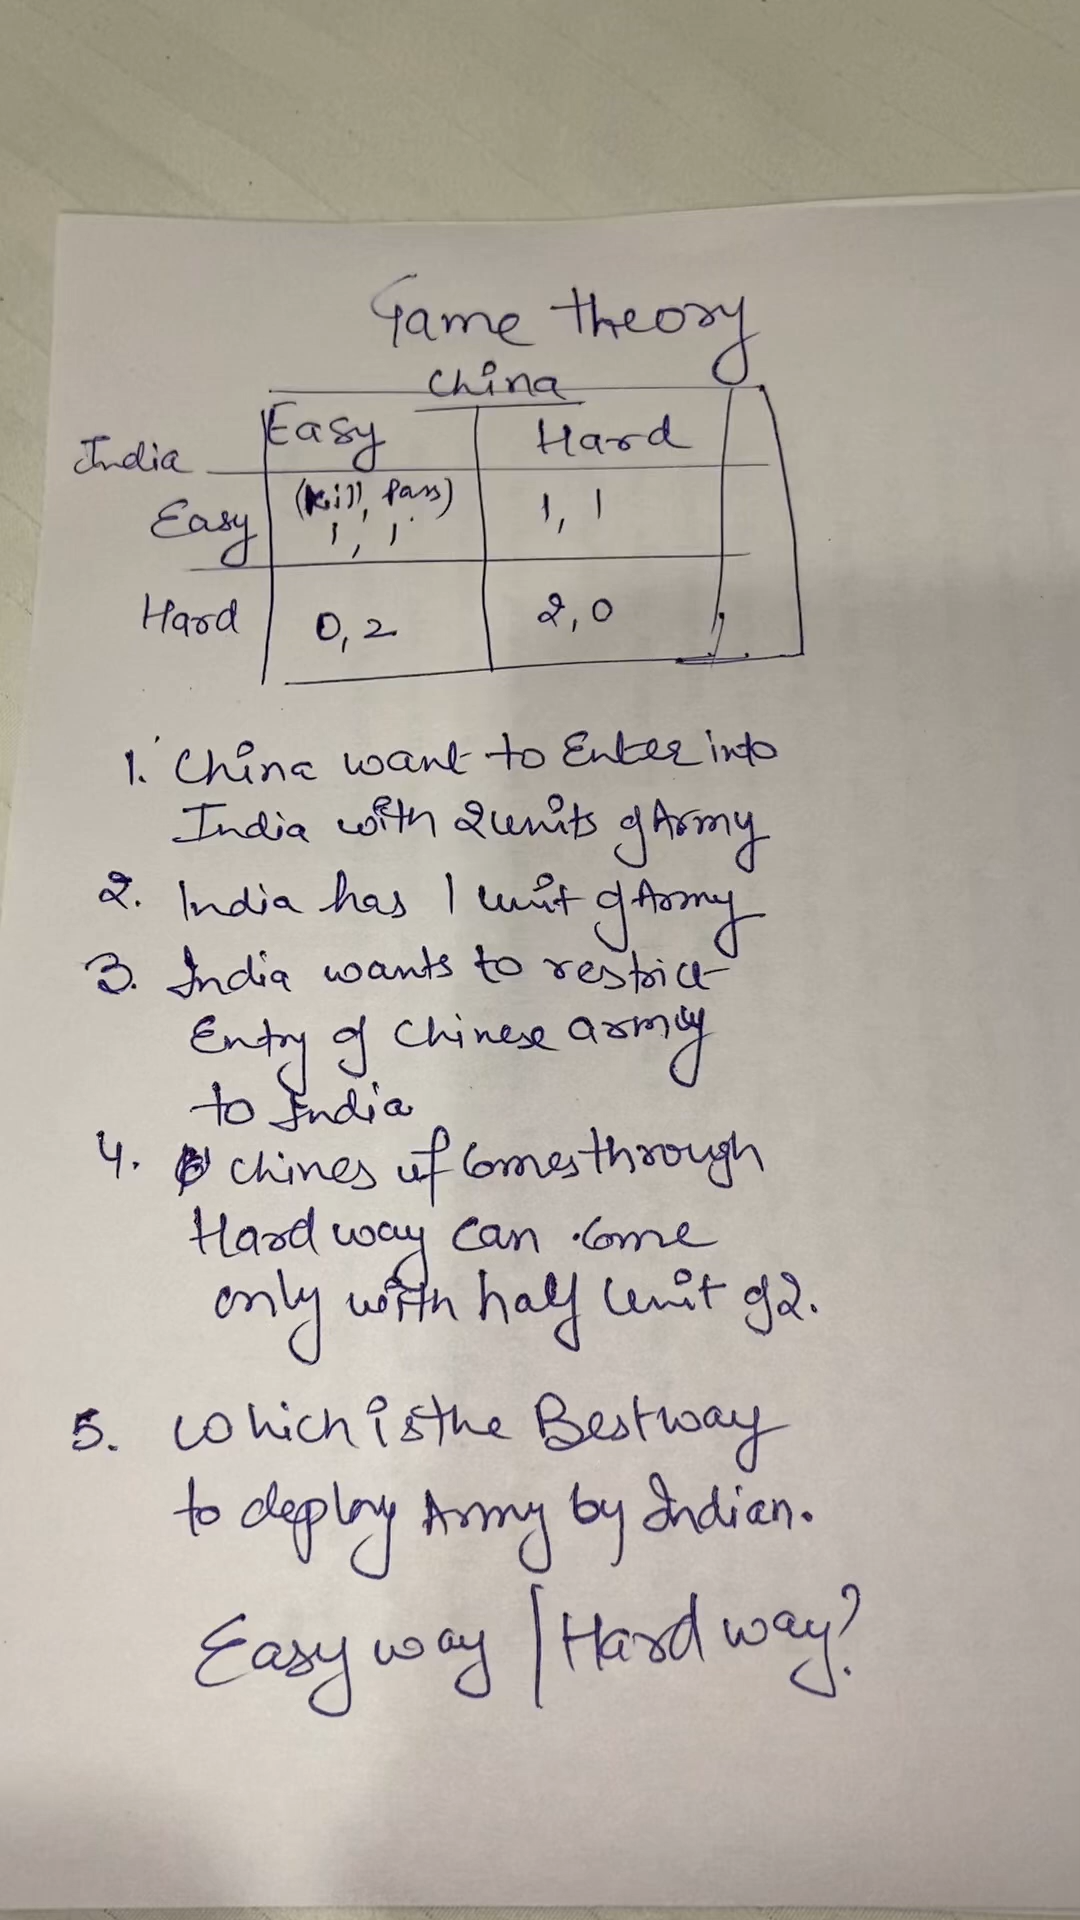 Game theory
China
India Easy Hard
Easy (kill, Pass) 1, 1 1, 1
Hard 0, 2 2, 0
1. China want to Enter into
India with 2 units of Army
2. India has 1 unit of Army
3. India wants to restrict
Entry of Chinese army
to India
4. Chines if Comes through
Hard way can come
only with half unit of 2.
5. Which is the Best way
to deploy Army by Indian.
Easy way | Hard way?